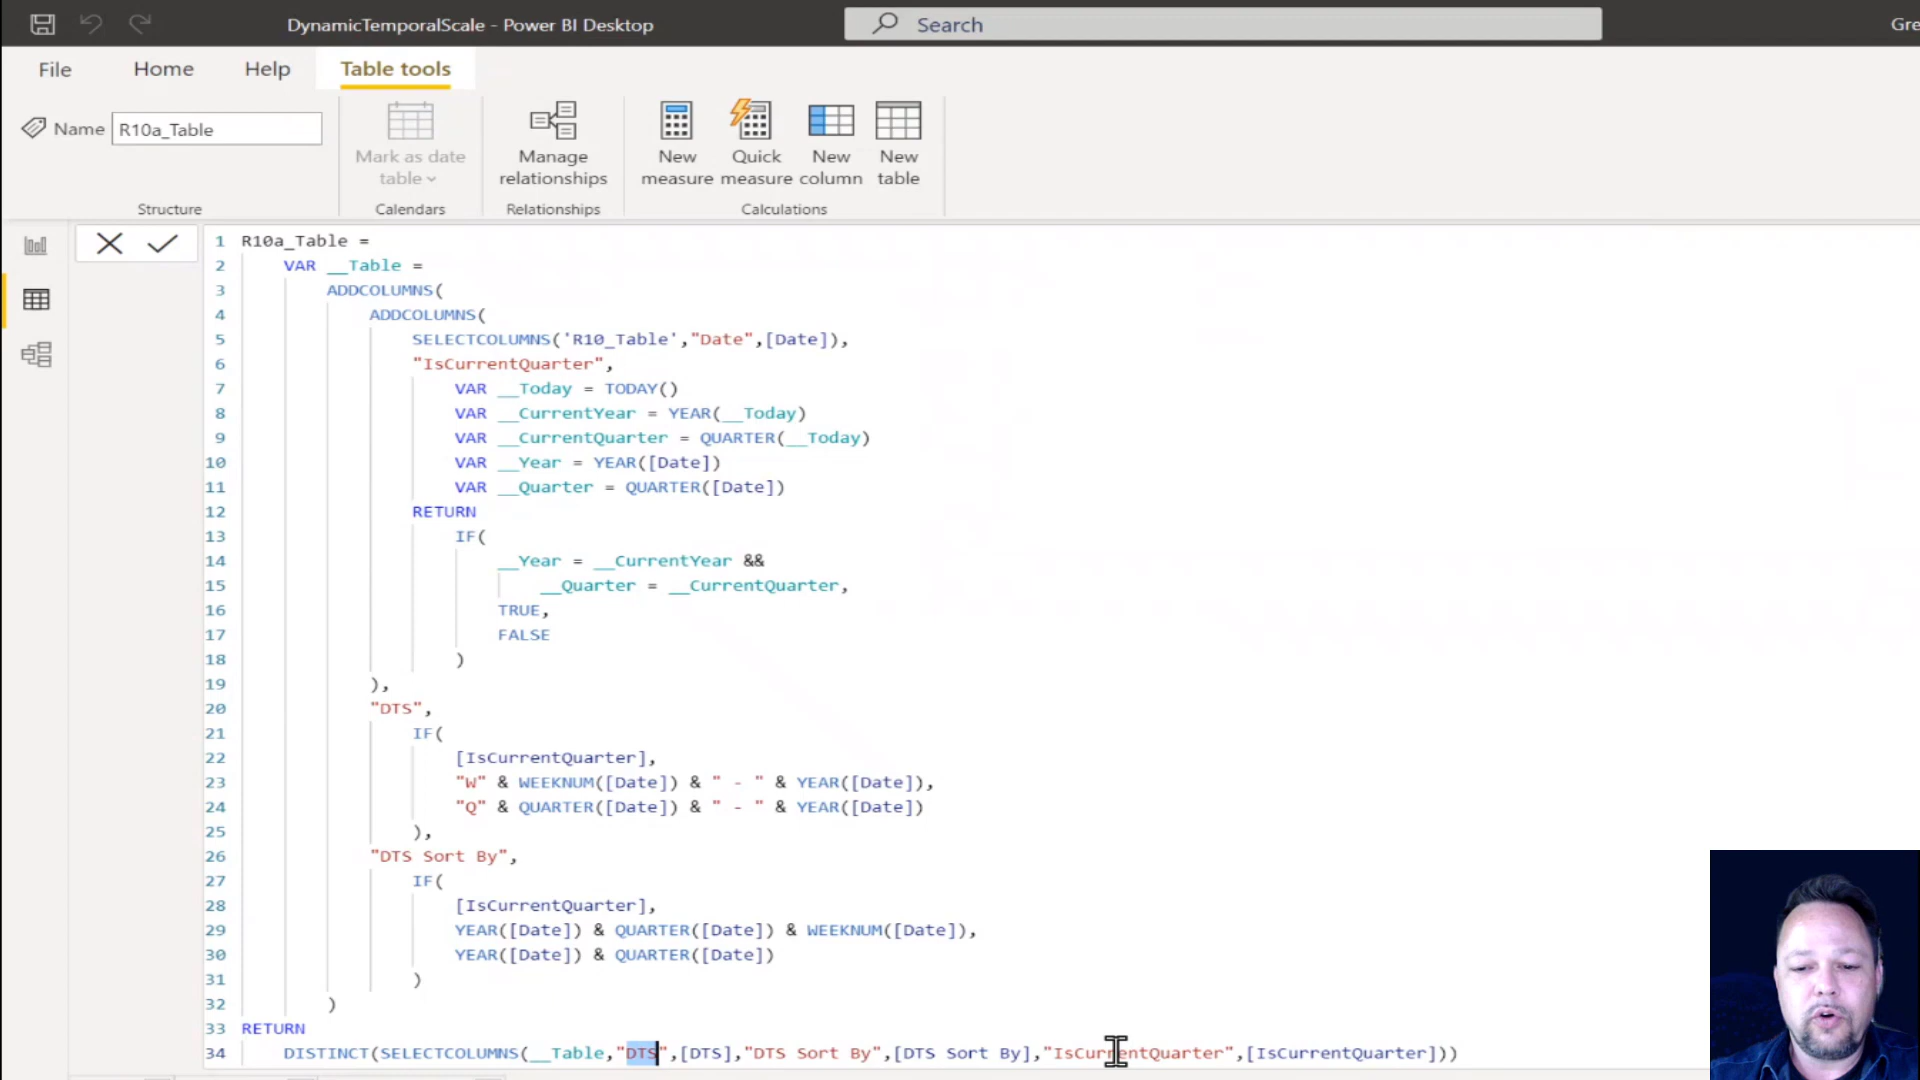 DynamicTemporalScale - Power BI Desktop
Search
Gre
File Home Help Table tools
Name R10a_Table
Mark as date table
Manage relationships
New measure
Quick measure
New column
New table
Structure
Calendars
Relationships
Calculations
1 R10a_Table =
2 VAR __Table =
3 ADDCOLUMNS(
4 ADDCOLUMNS(
5 SELECTCOLUMNS('R10_Table',"Date",[Date]),
6 "IsCurrentQuarter",
7 VAR __Today = TODAY()
8 VAR __CurrentYear = YEAR(__Today)
9 VAR __CurrentQuarter = QUARTER(__Today)
10 VAR __Year = YEAR([Date])
11 VAR __Quarter = QUARTER([Date])
12 RETURN
13 IF(
14 __Year = __CurrentYear &&
15 __Quarter = __CurrentQuarter,
16 TRUE,
17 FALSE
18 )
19 ),
20 "DTS",
21 IF(
22 [IsCurrentQuarter],
23 "W" & WEEKNUM([Date]) & " - " & YEAR([Date]),
24 "Q" & QUARTER([Date]) & " - " & YEAR([Date])
25 ),
26 "DTS Sort By",
27 IF(
28 [IsCurrentQuarter],
29 YEAR([Date]) & QUARTER([Date]) & WEEKNUM([Date]),
30 YEAR([Date]) & QUARTER([Date])
31 )
32 )
33 RETURN
34 DISTINCT(SELECTCOLUMNS(__Table,"DTS",[DTS],"DTS Sort By",[DTS Sort By],"IsCurrentQuarter",[IsCurrentQuarter]))